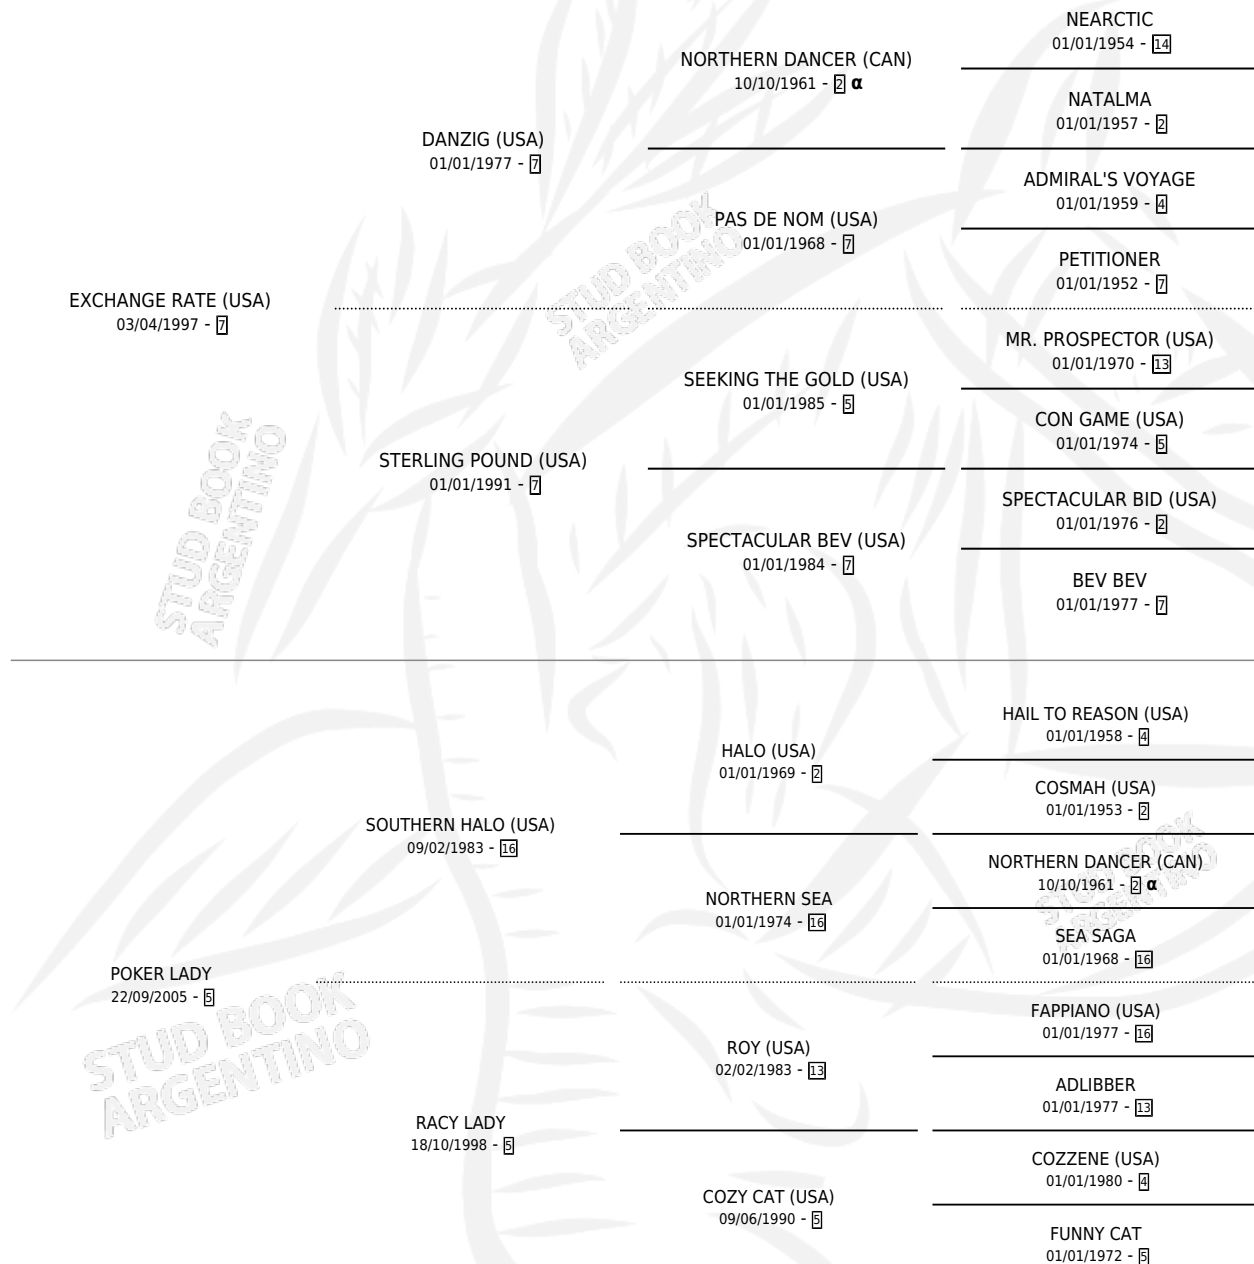 NEARCTIC
01/01/1954 - 14
NORTHERN DANCER (CAN)
10/10/1961 - 2 α
NATALMA
01/01/1957 - 2
DANZIG (USA)
01/01/1977 - 7
ADMIRAL'S VOYAGE
01/01/1959 - 4
PAS DE NOM (USA)
01/01/1968 - 7
PETITIONER
01/01/1952 - 7
EXCHANGE RATE (USA)
03/04/1997 - 7
MR. PROSPECTOR (USA)
01/01/1970 - 13
SEEKING THE GOLD (USA)
01/01/1985 - 5
CON GAME (USA)
01/01/1974 - 5
STERLING POUND (USA)
01/01/1991 - 7
SPECTACULAR BID (USA)
01/01/1976 - 2
SPECTACULAR BEV (USA)
01/01/1984 - 7
BEV BEV
01/01/1977 - 7
HAIL TO REASON (USA)
01/01/1958 - 4
HALO (USA)
01/01/1969 - 2
COSMAH (USA)
01/01/1953 - 2
SOUTHERN HALO (USA)
09/02/1983 - 16
NORTHERN DANCER (CAN)
10/10/1961 - 2 α
NORTHERN SEA
01/01/1974 - 16
SEA SAGA
01/01/1968 - 16
POKER LADY
22/09/2005 - 5
FAPPIANO (USA)
01/01/1977 - 16
ROY (USA)
02/02/1983 - 13
ADLIBBER
01/01/1977 - 13
RACY LADY
18/10/1998 - 5
COZZENE (USA)
01/01/1980 - 4
COZY CAT (USA)
09/06/1990 - 5
FUNNY CAT
01/01/1972 - 5
STUD BOOK
ARGENTINO
STUD BOOK
ARGENTINO
STUD BOOK
ARGENTINO
STUD BOOK
ARGENTINO